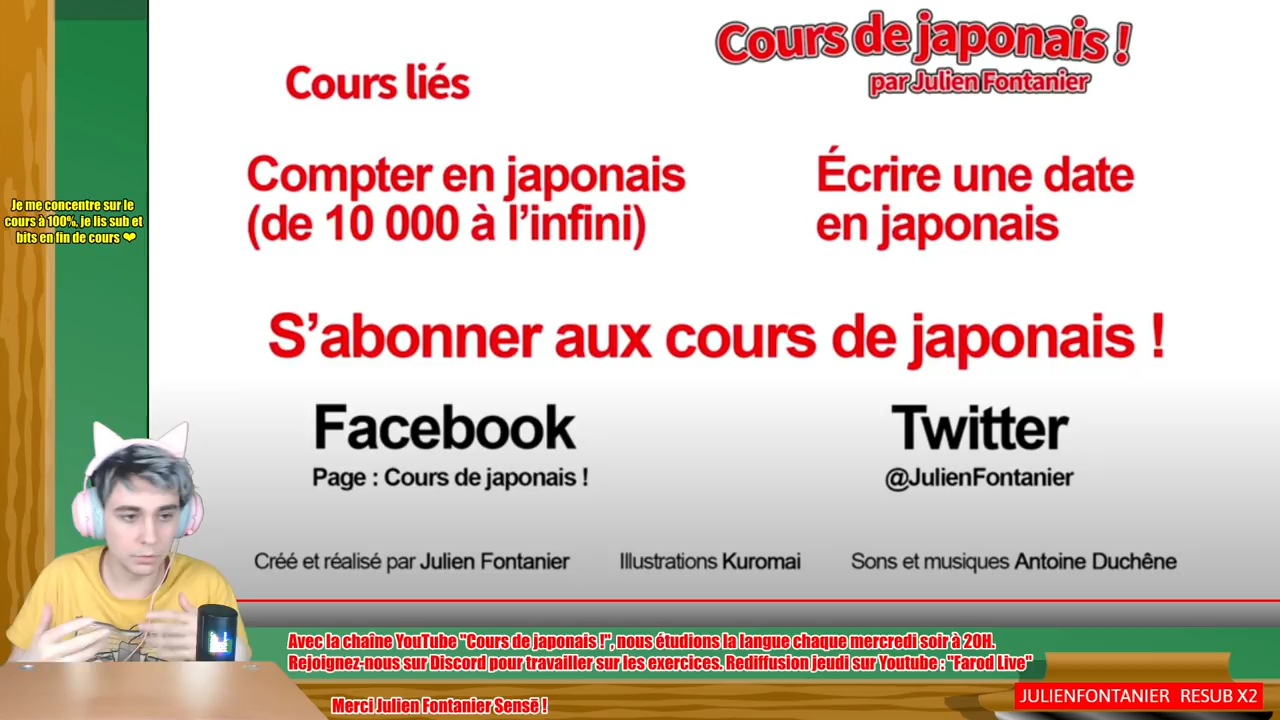 Cours de japonais !
par Julien Fontanier
Cours liés
Compter en japonais
(de 10 000 à l'infini)
Écrire une date
en japonais
S'abonner aux cours de japonais !
Facebook
Page : Cours de japonais !
Twitter
@JulienFontanier
Créé et réalisé par Julien Fontanier
Illustrations Kuromai
Sons et musiques Antoine Duchêne
Je me concentre sur le
cours à 100%, je lis sub et
bits en fin de cours ❤
Avec la chaîne YouTube "Cours de japonais !", nous étudions la langue chaque mercredi soir à 20H.
Rejoignez-nous sur Discord pour travailler sur les exercices. Rediffusion jeudi sur Youtube : "Farod Live"
Merci Julien Fontanier Sensē !
JULIENFONTANIER RESUB X2